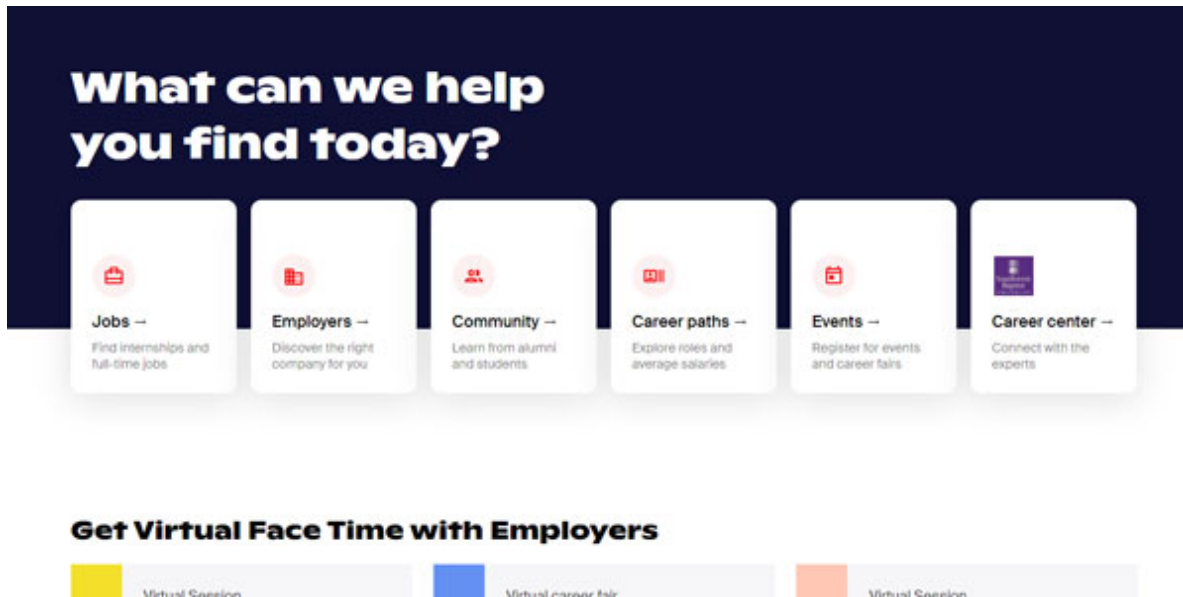 What can we help
you find today?
Jobs →
Find internships and
full-time jobs
Employers →
Discover the right
company for you
Community →
Learn from alumni
and students
Career paths →
Explore roles and
average salaries
Events →
Register for events
and career fairs
Career center →
Connect with the
experts
Get Virtual Face Time with Employers
Virtual Session
Virtual career fair
Virtual Session